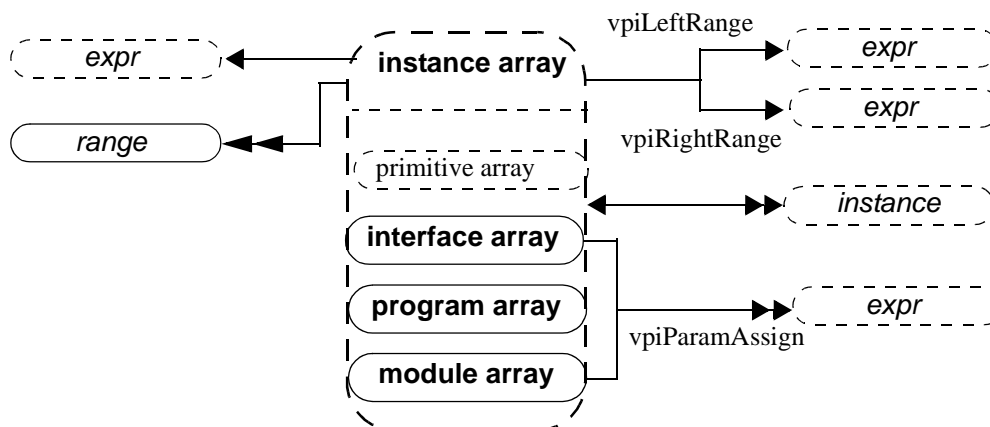 vpiLeftRange
expr
instance array
expr
expr
vpiRightRange
range
primitive array
instance
interface array
program array
expr
vpiParamAssign
module array